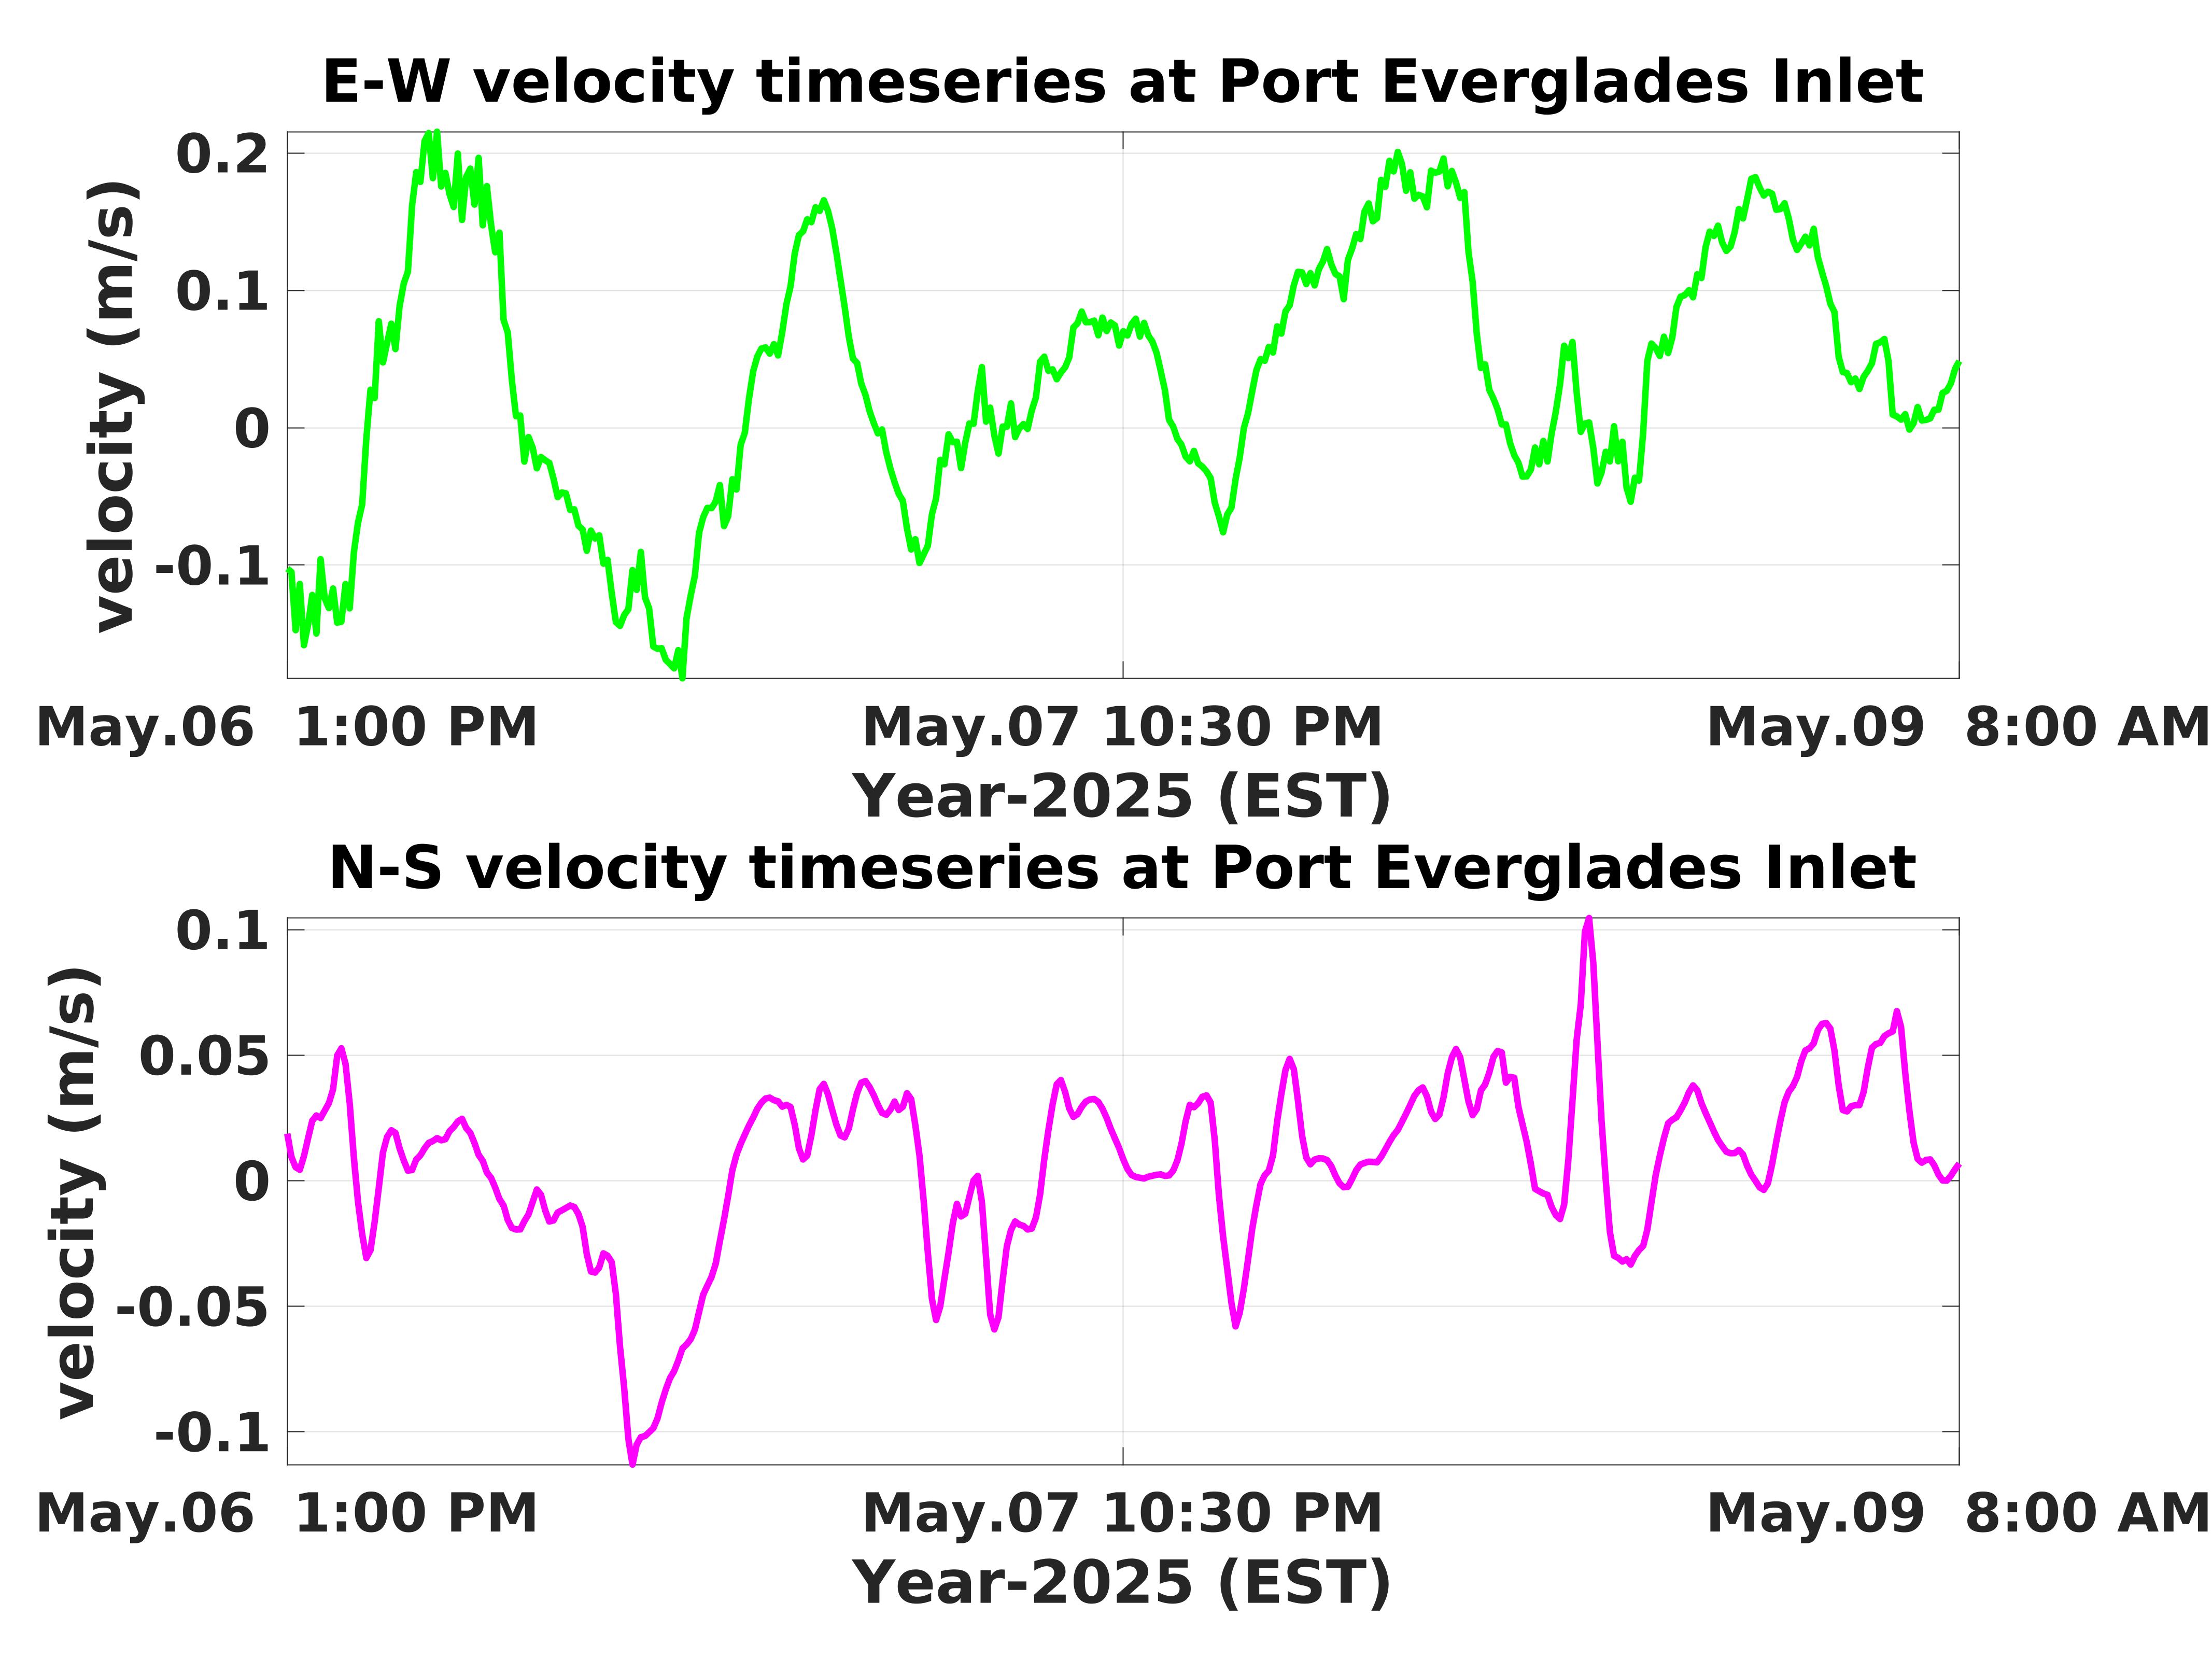 E-W velocity timeseries at Port Everglades Inlet
velocity (m/s)
0.2
0.1
0
-0.1
May.06  1:00 PM
May.07 10:30 PM
May.09  8:00 AM
Year-2025 (EST)
N-S velocity timeseries at Port Everglades Inlet
velocity (m/s)
0.1
0.05
0
-0.05
-0.1
May.06  1:00 PM
May.07 10:30 PM
May.09  8:00 AM
Year-2025 (EST)